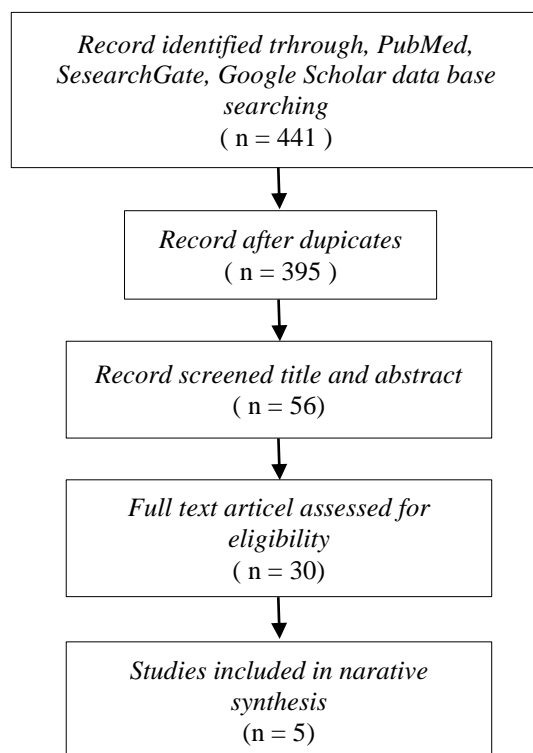 Record identified trhrough, PubMed,
SesearchGate, Google Scholar data base
searching
( n = 441 )
Record after dupicates
( n = 395 )
Record screened title and abstract
( n = 56)
Full text articel assessed for
eligibility
( n = 30)
Studies included in narative
synthesis
(n = 5)